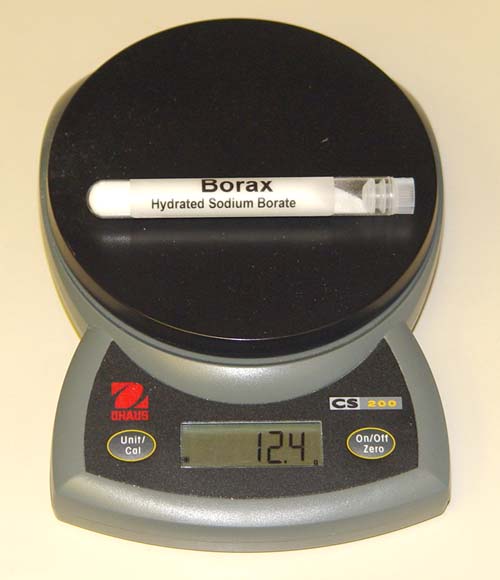 Borax
Hydrated Sodium Borate
OHAUS
CS 200
Unit/
Cal
12.4 g
On/Off
Zero